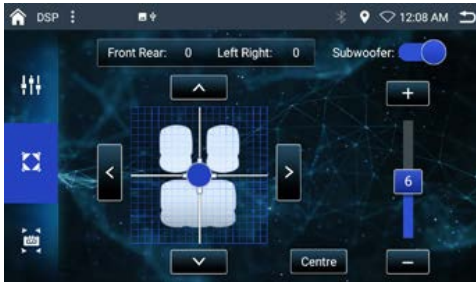 DSP 12:08 AM
Front Rear: 0 Left Right: 0 Subwoofer:
+
6
Centre −